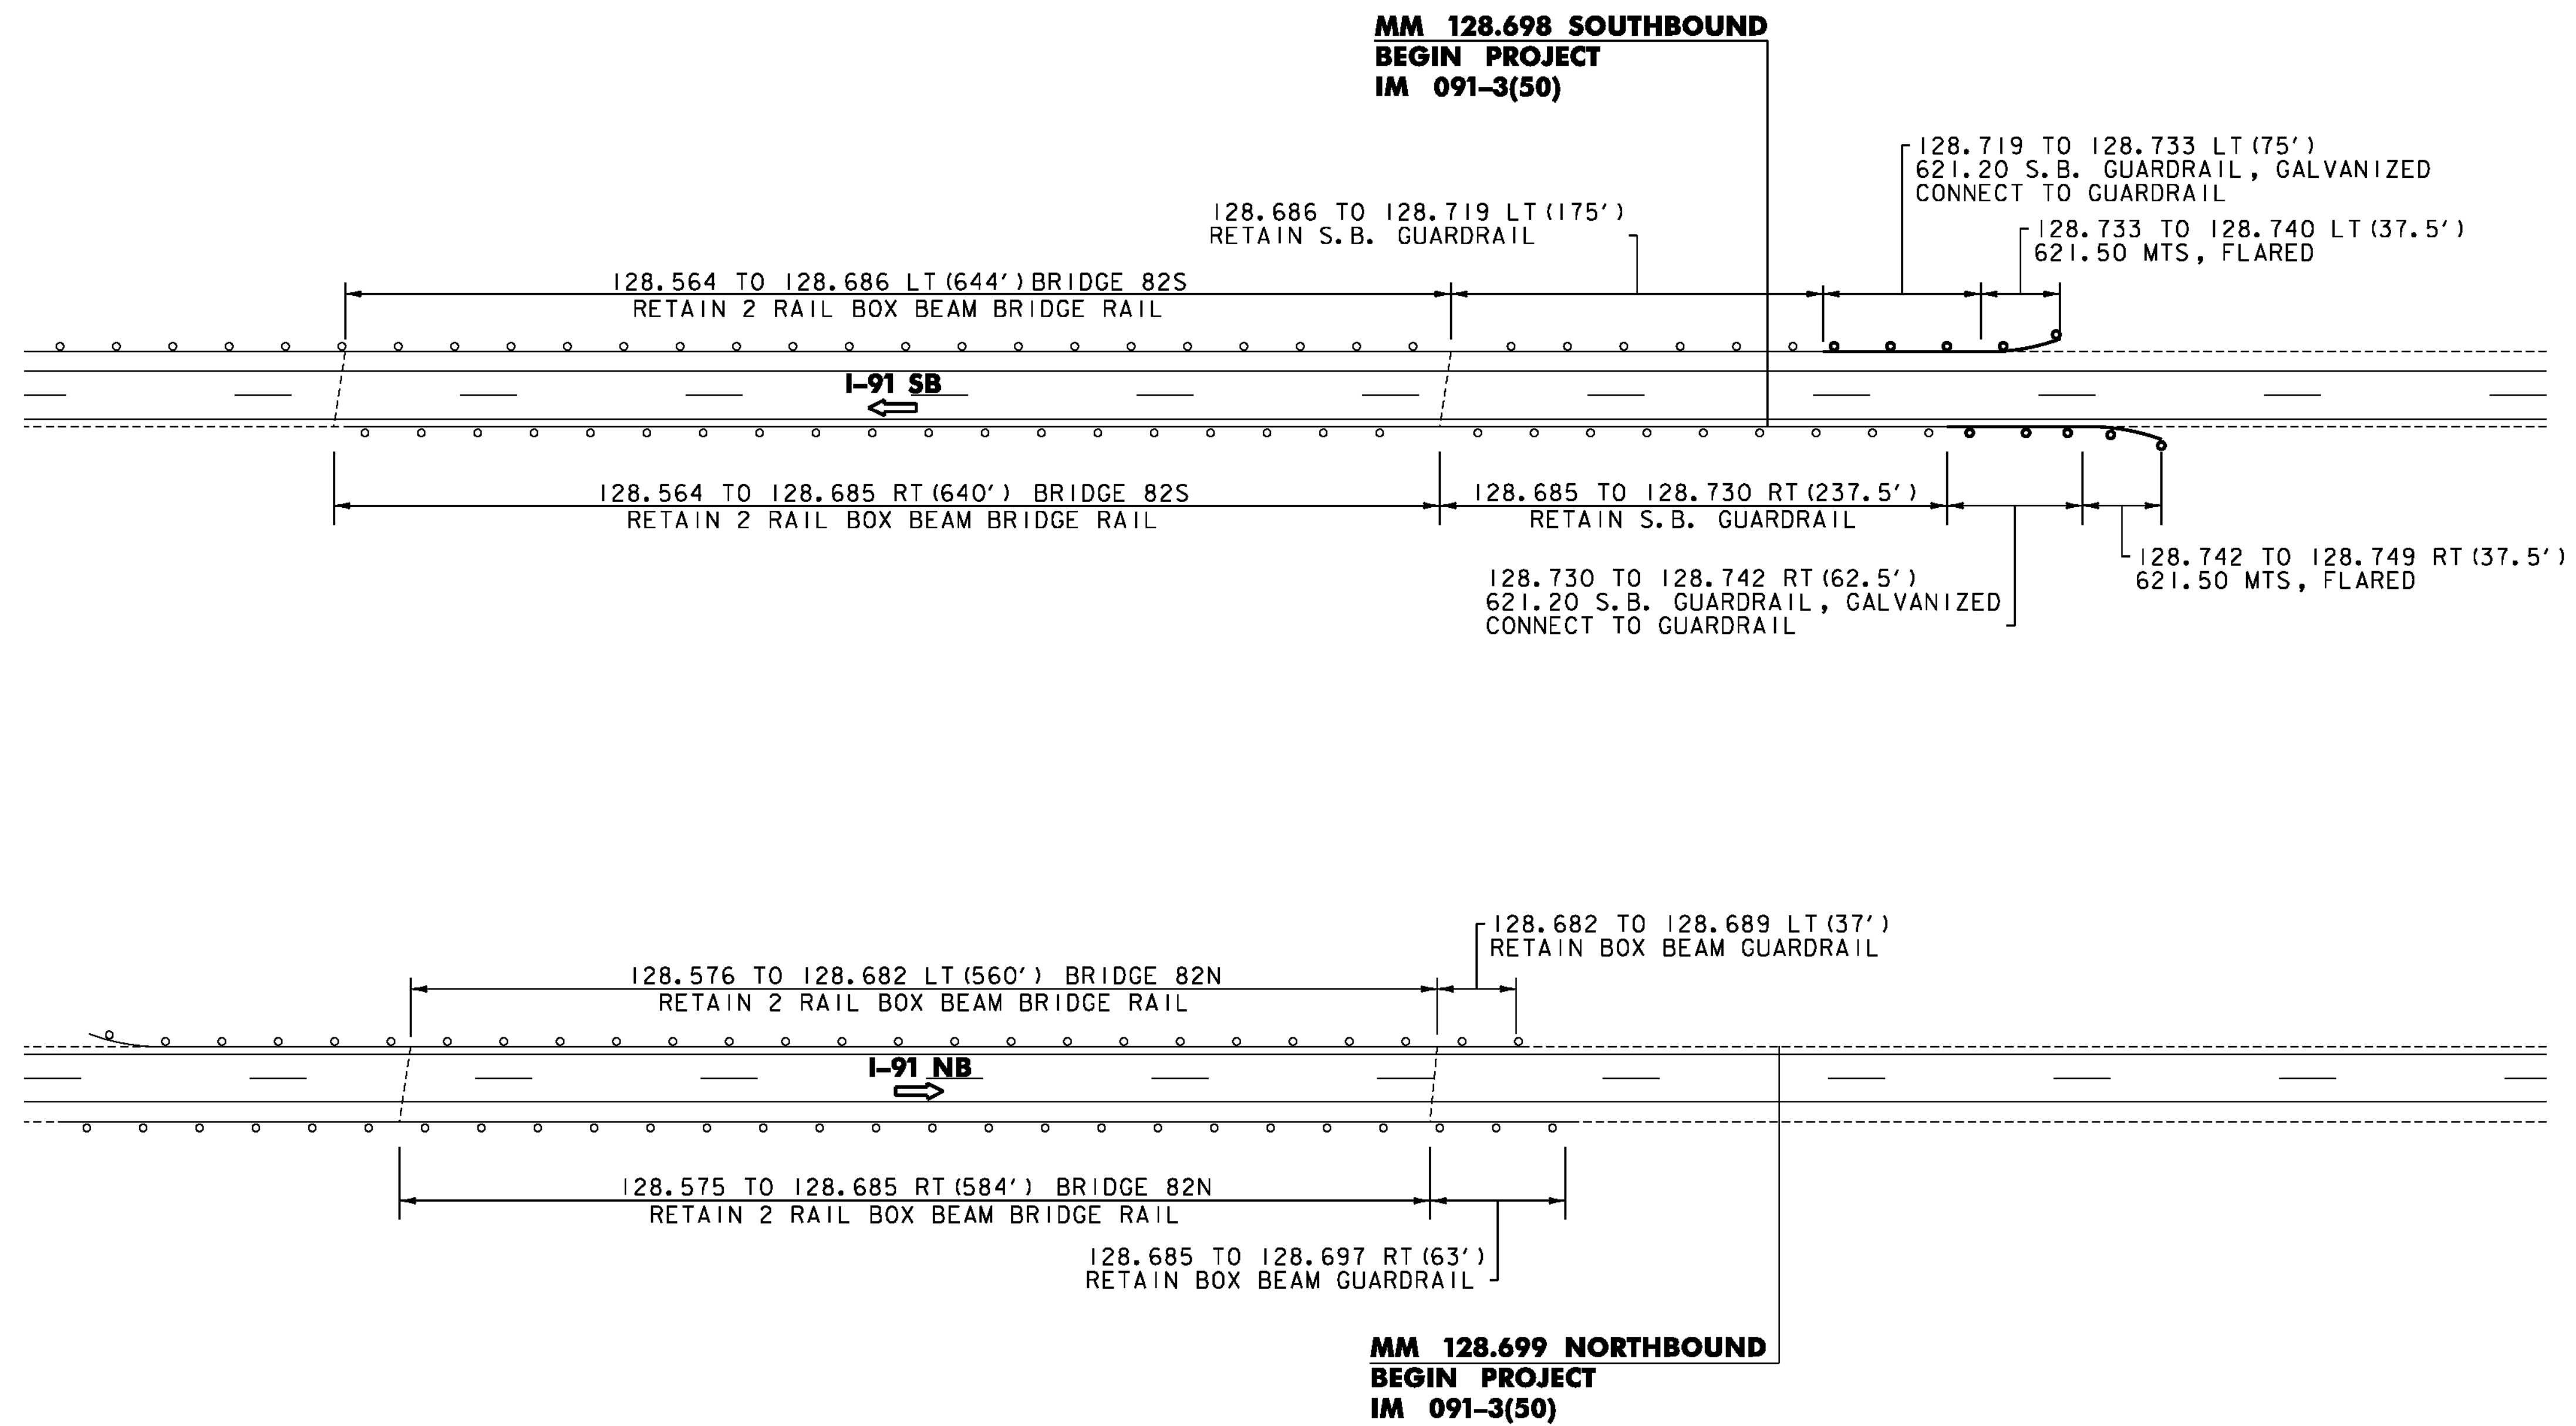 MM 128.698 SOUTHBOUND
BEGIN PROJECT
IM 091-3(50)
128.719 TO 128.733 LT (75')
621.20 S.B. GUARDRAIL, GALVANIZED
CONNECT TO GUARDRAIL
128.686 TO 128.719 LT (175')
RETAIN S.B. GUARDRAIL
128.733 TO 128.740 LT (37.5')
621.50 MTS, FLARED
128.564 TO 128.686 LT (644') BRIDGE 82S
RETAIN 2 RAIL BOX BEAM BRIDGE RAIL
I-91 SB
128.564 TO 128.685 RT (640') BRIDGE 82S
RETAIN 2 RAIL BOX BEAM BRIDGE RAIL
128.685 TO 128.730 RT (237.5')
RETAIN S.B. GUARDRAIL
128.742 TO 128.749 RT (37.5')
621.50 MTS, FLARED
128.730 TO 128.742 RT (62.5')
621.20 S.B. GUARDRAIL, GALVANIZED
CONNECT TO GUARDRAIL
128.682 TO 128.689 LT (37')
RETAIN BOX BEAM GUARDRAIL
128.576 TO 128.682 LT (560') BRIDGE 82N
RETAIN 2 RAIL BOX BEAM BRIDGE RAIL
I-91 NB
128.575 TO 128.685 RT (584') BRIDGE 82N
RETAIN 2 RAIL BOX BEAM BRIDGE RAIL
128.685 TO 128.697 RT (63')
RETAIN BOX BEAM GUARDRAIL
MM 128.699 NORTHBOUND
BEGIN PROJECT
IM 091-3(50)